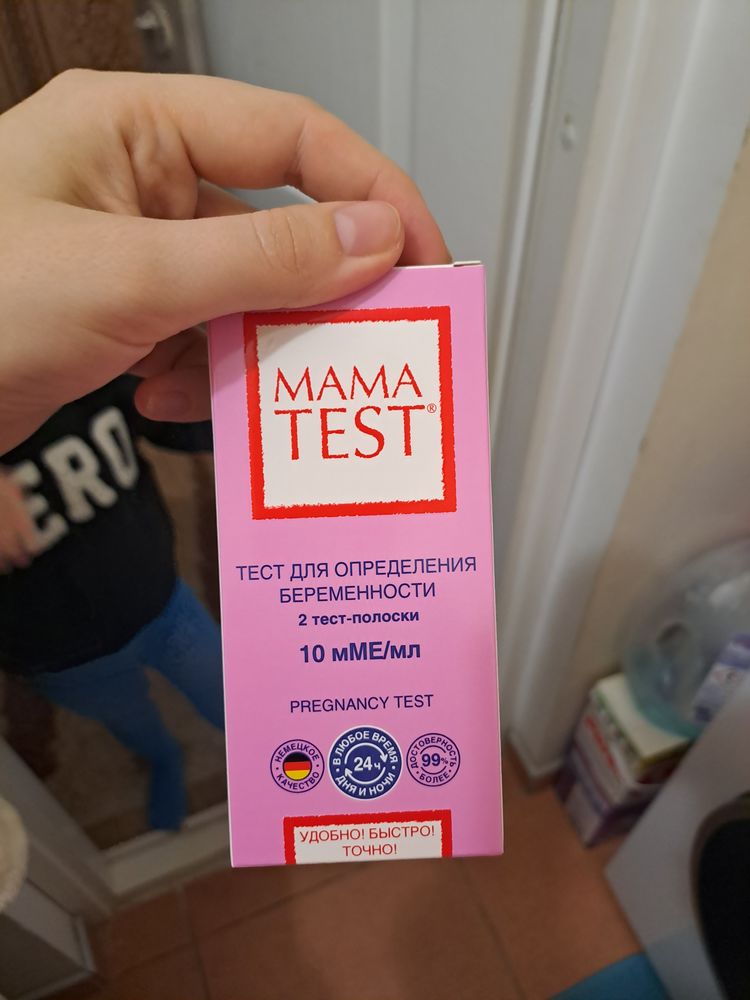 ERO
MAMA
TEST®
ТЕСТ ДЛЯ ОПРЕДЕЛЕНИЯ
БЕРЕМЕННОСТИ
2 тест-полоски
10 мМЕ/мл
PREGNANCY TEST
НЕМЕЦКОЕ КАЧЕСТВО
В ЛЮБОЕ ВРЕМЯ
24ч
ДНЯ И НОЧИ
ДОСТОВЕРНОСТЬ
99%
БОЛЕЕ
УДОБНО! БЫСТРО!
ТОЧНО!